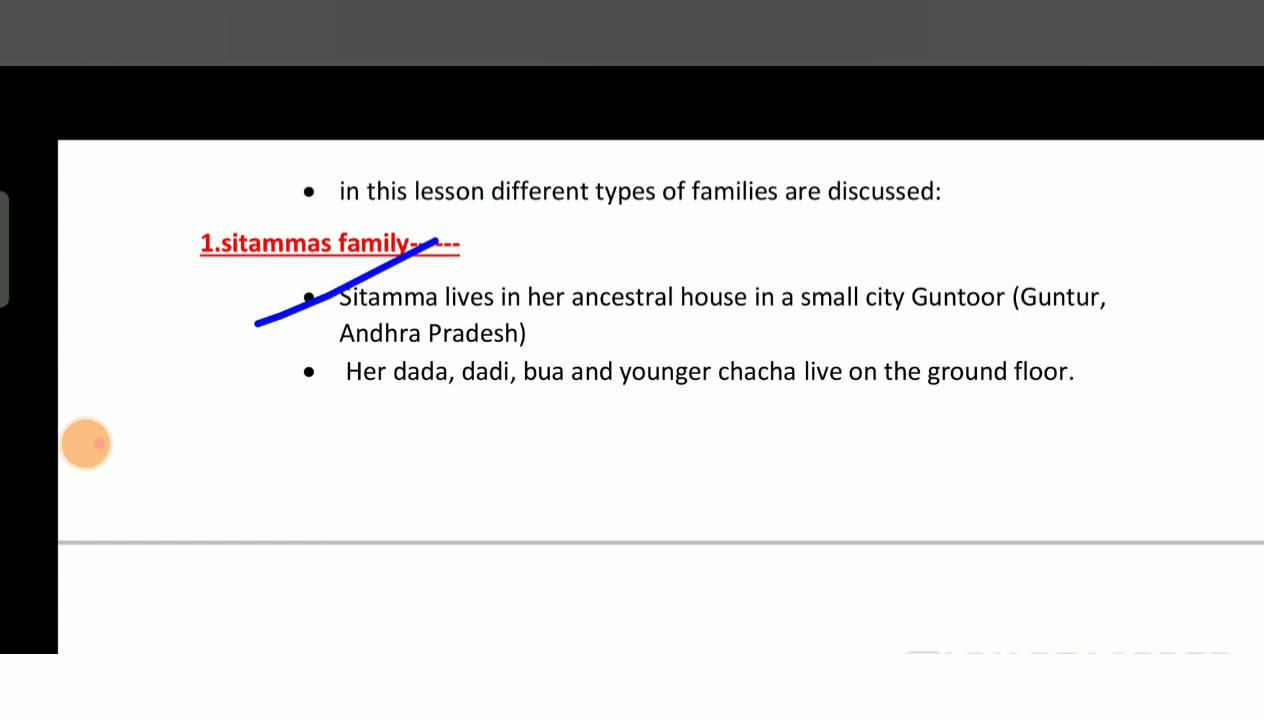 in this lesson different types of families are discussed:
1.sitammas family------
Sitamma lives in her ancestral house in a small city Guntoor (Guntur,
Andhra Pradesh)
Her dada, dadi, bua and younger chacha live on the ground floor.